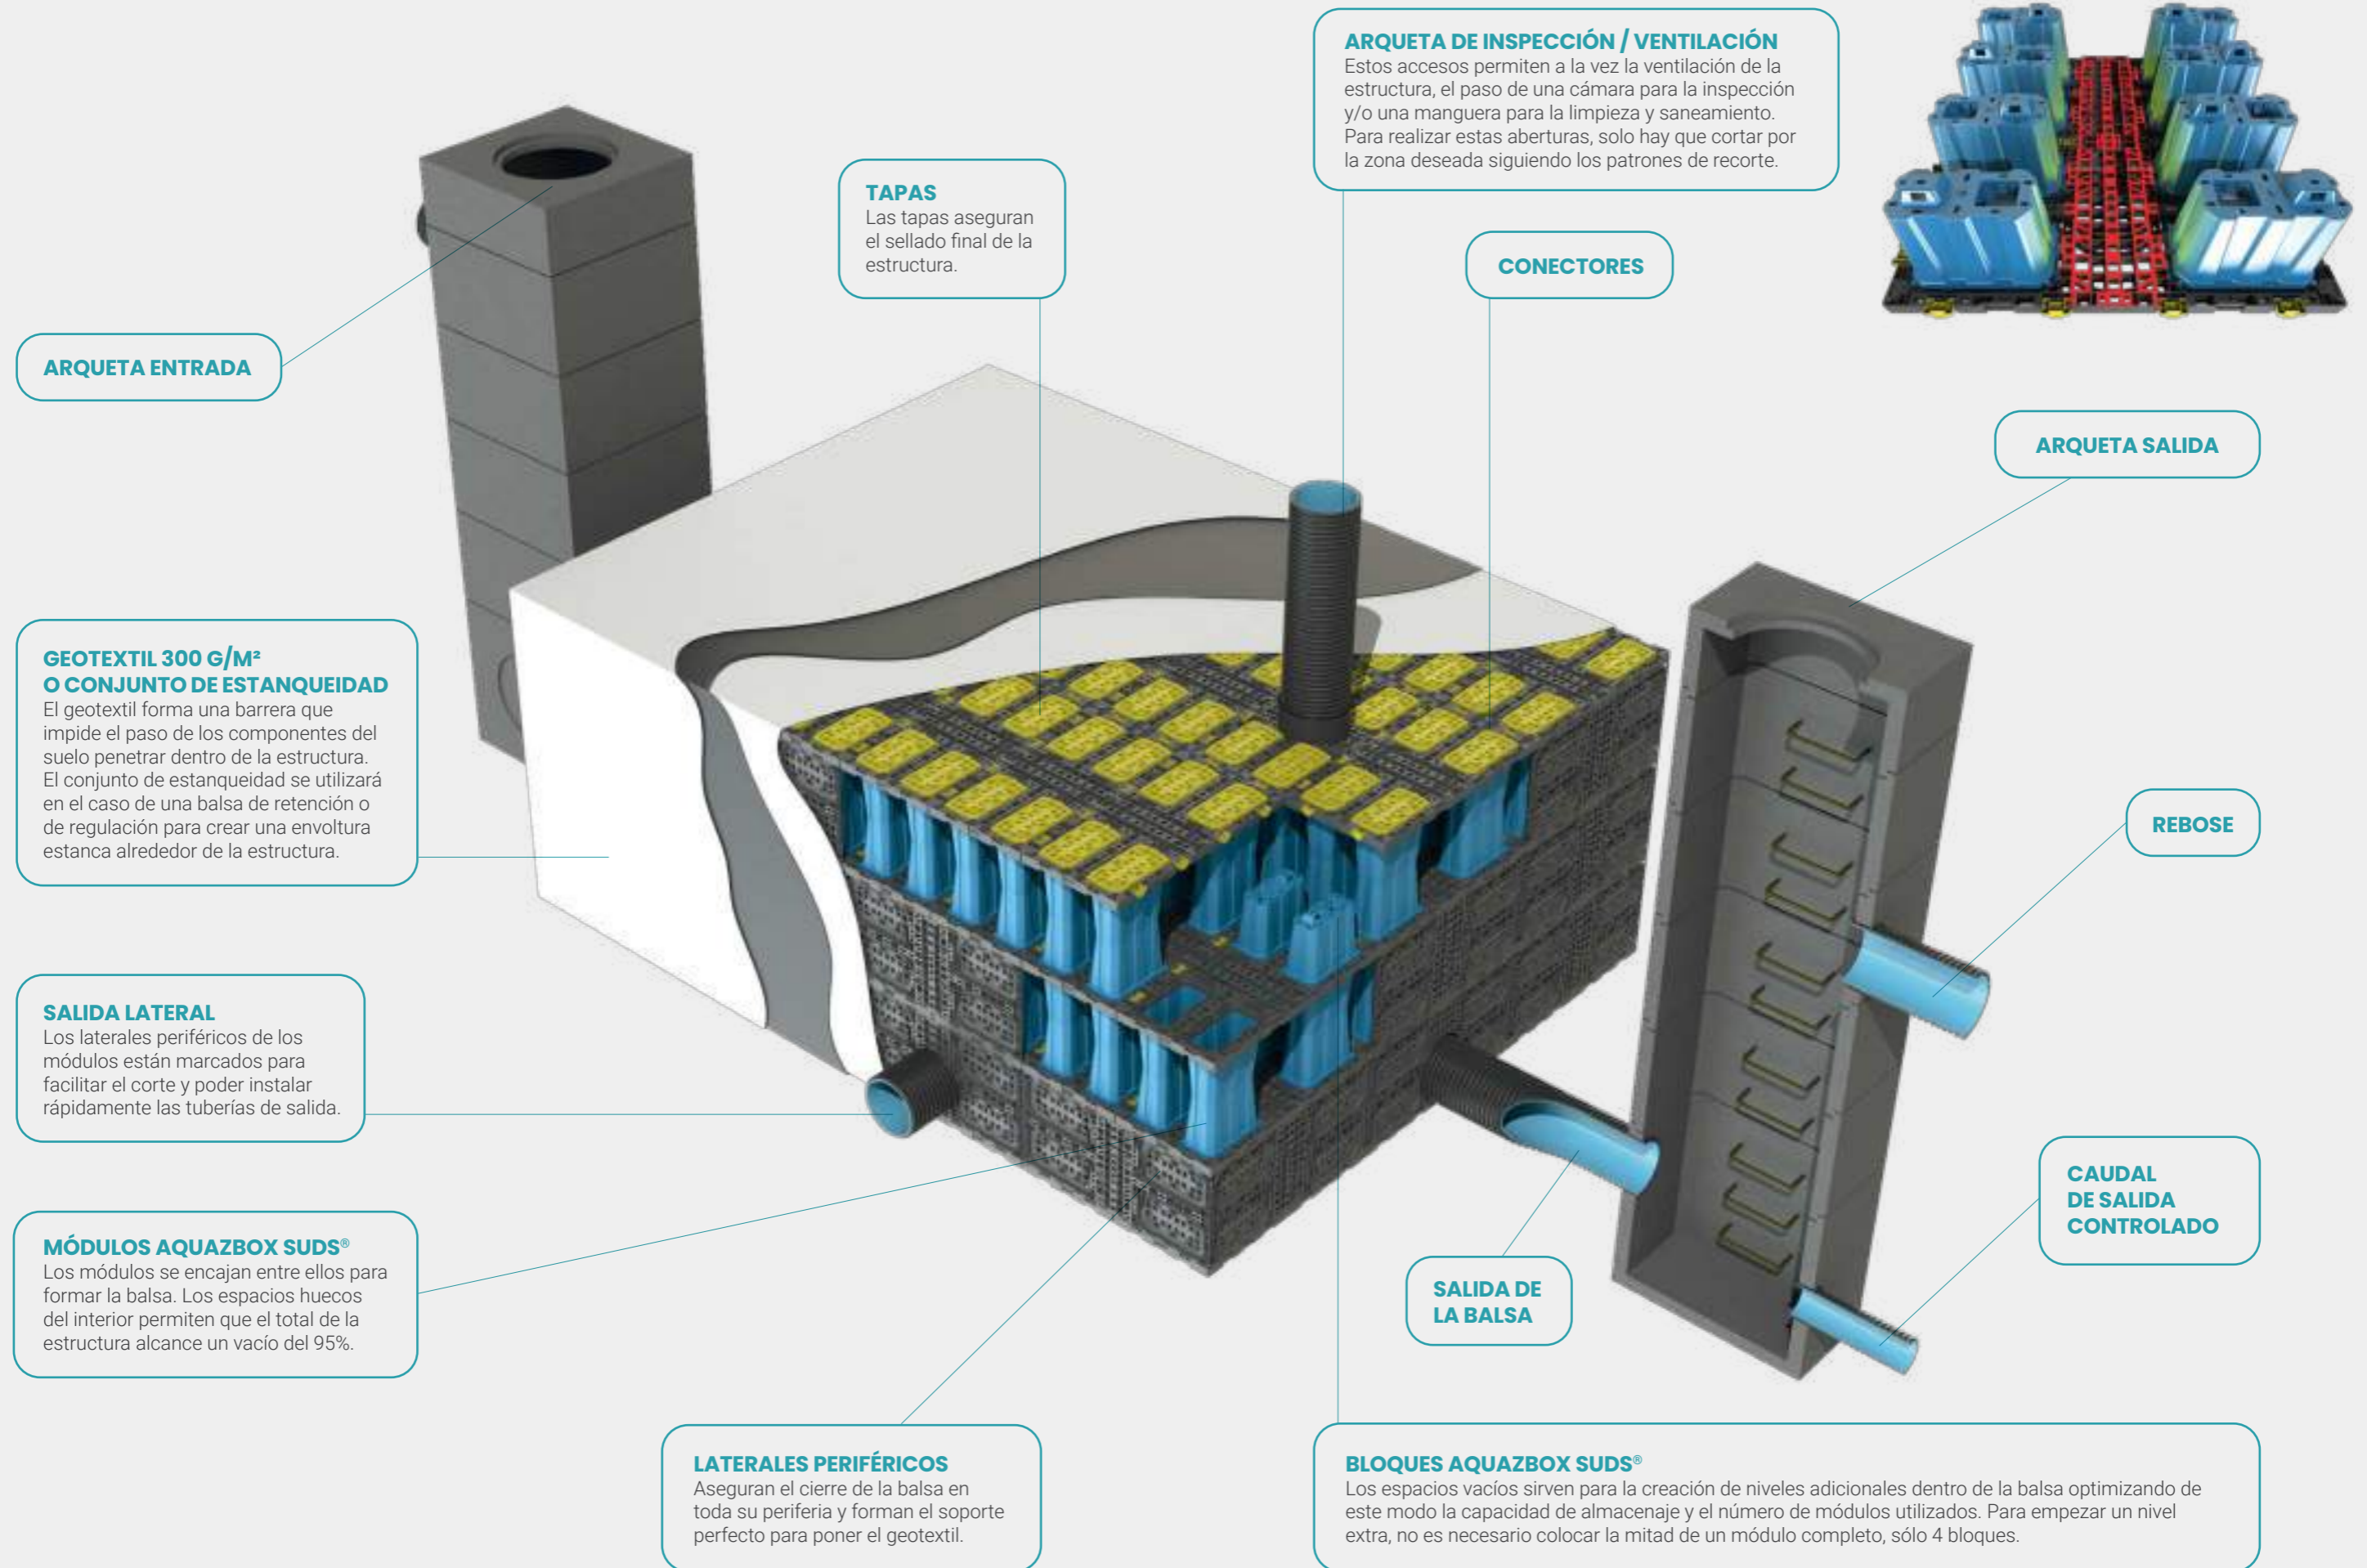 ARQUETA DE INSPECCIÓN / VENTILACIÓN
Estos accesos permiten a la vez la ventilación de la
estructura, el paso de una cámara para la inspección
y/o una manguera para la limpieza y saneamiento.
Para realizar estas aberturas, solo hay que cortar por
la zona deseada siguiendo los patrones de recorte.
TAPAS
Las tapas aseguran
el sellado final de la
estructura.
CONECTORES
ARQUETA ENTRADA
ARQUETA SALIDA
GEOTEXTIL 300 G/M²
O CONJUNTO DE ESTANQUEIDAD
El geotextil forma una barrera que
impide el paso de los componentes del
suelo penetrar dentro de la estructura.
El conjunto de estanqueidad se utilizará
en el caso de una balsa de retención o
de regulación para crear una envoltura
estanca alrededor de la estructura.
REBOSE
SALIDA LATERAL
Los laterales periféricos de los
módulos están marcados para
facilitar el corte y poder instalar
rápidamente las tuberías de salida.
CAUDAL
DE SALIDA
CONTROLADO
MÓDULOS AQUAZBOX SUDS®
Los módulos se encajan entre ellos para
formar la balsa. Los espacios huecos
del interior permiten que el total de la
estructura alcance un vacío del 95%.
SALIDA DE
LA BALSA
LATERALES PERIFÉRICOS
Aseguran el cierre de la balsa en
toda su periferia y forman el soporte
perfecto para poner el geotextil.
BLOQUES AQUAZBOX SUDS®
Los espacios vacíos sirven para la creación de niveles adicionales dentro de la balsa optimizando de
este modo la capacidad de almacenaje y el número de módulos utilizados. Para empezar un nivel
extra, no es necesario colocar la mitad de un módulo completo, sólo 4 bloques.